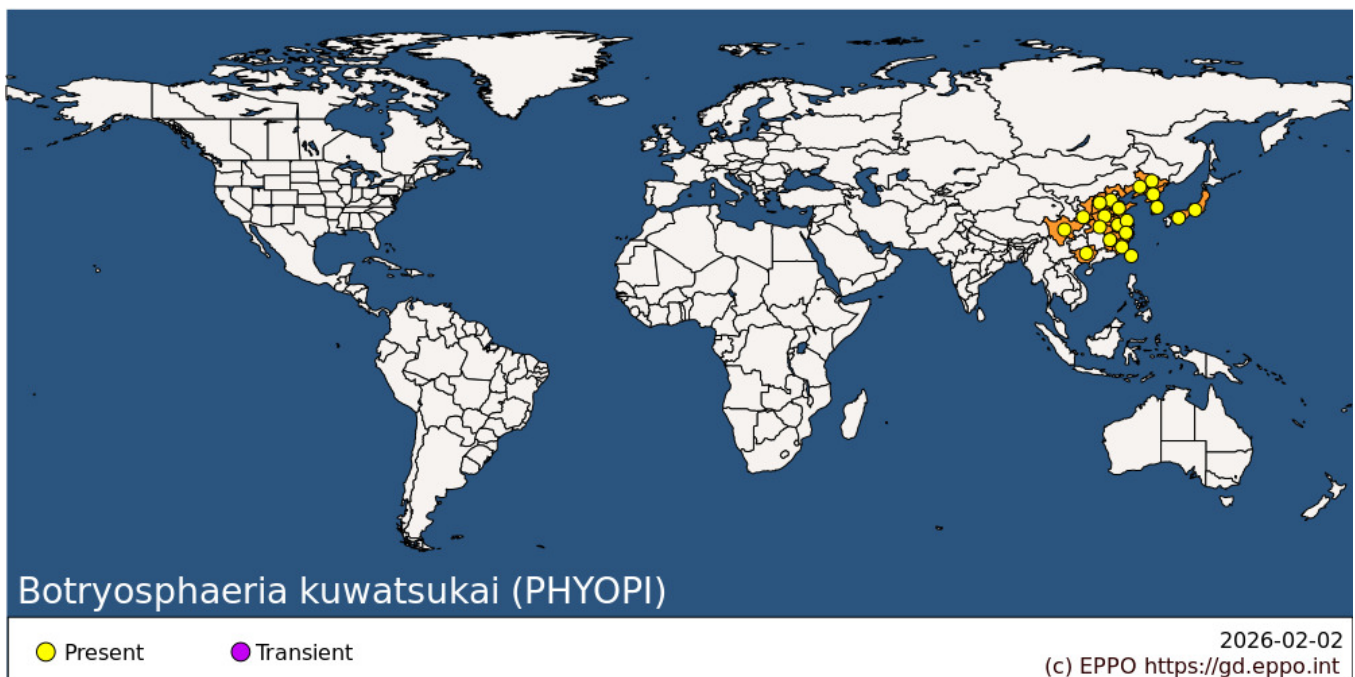 Botryosphaeria kuwatsukai (PHYOPI)
Present
Transient
2026-02-02
(c) EPPO https://gd.eppo.int